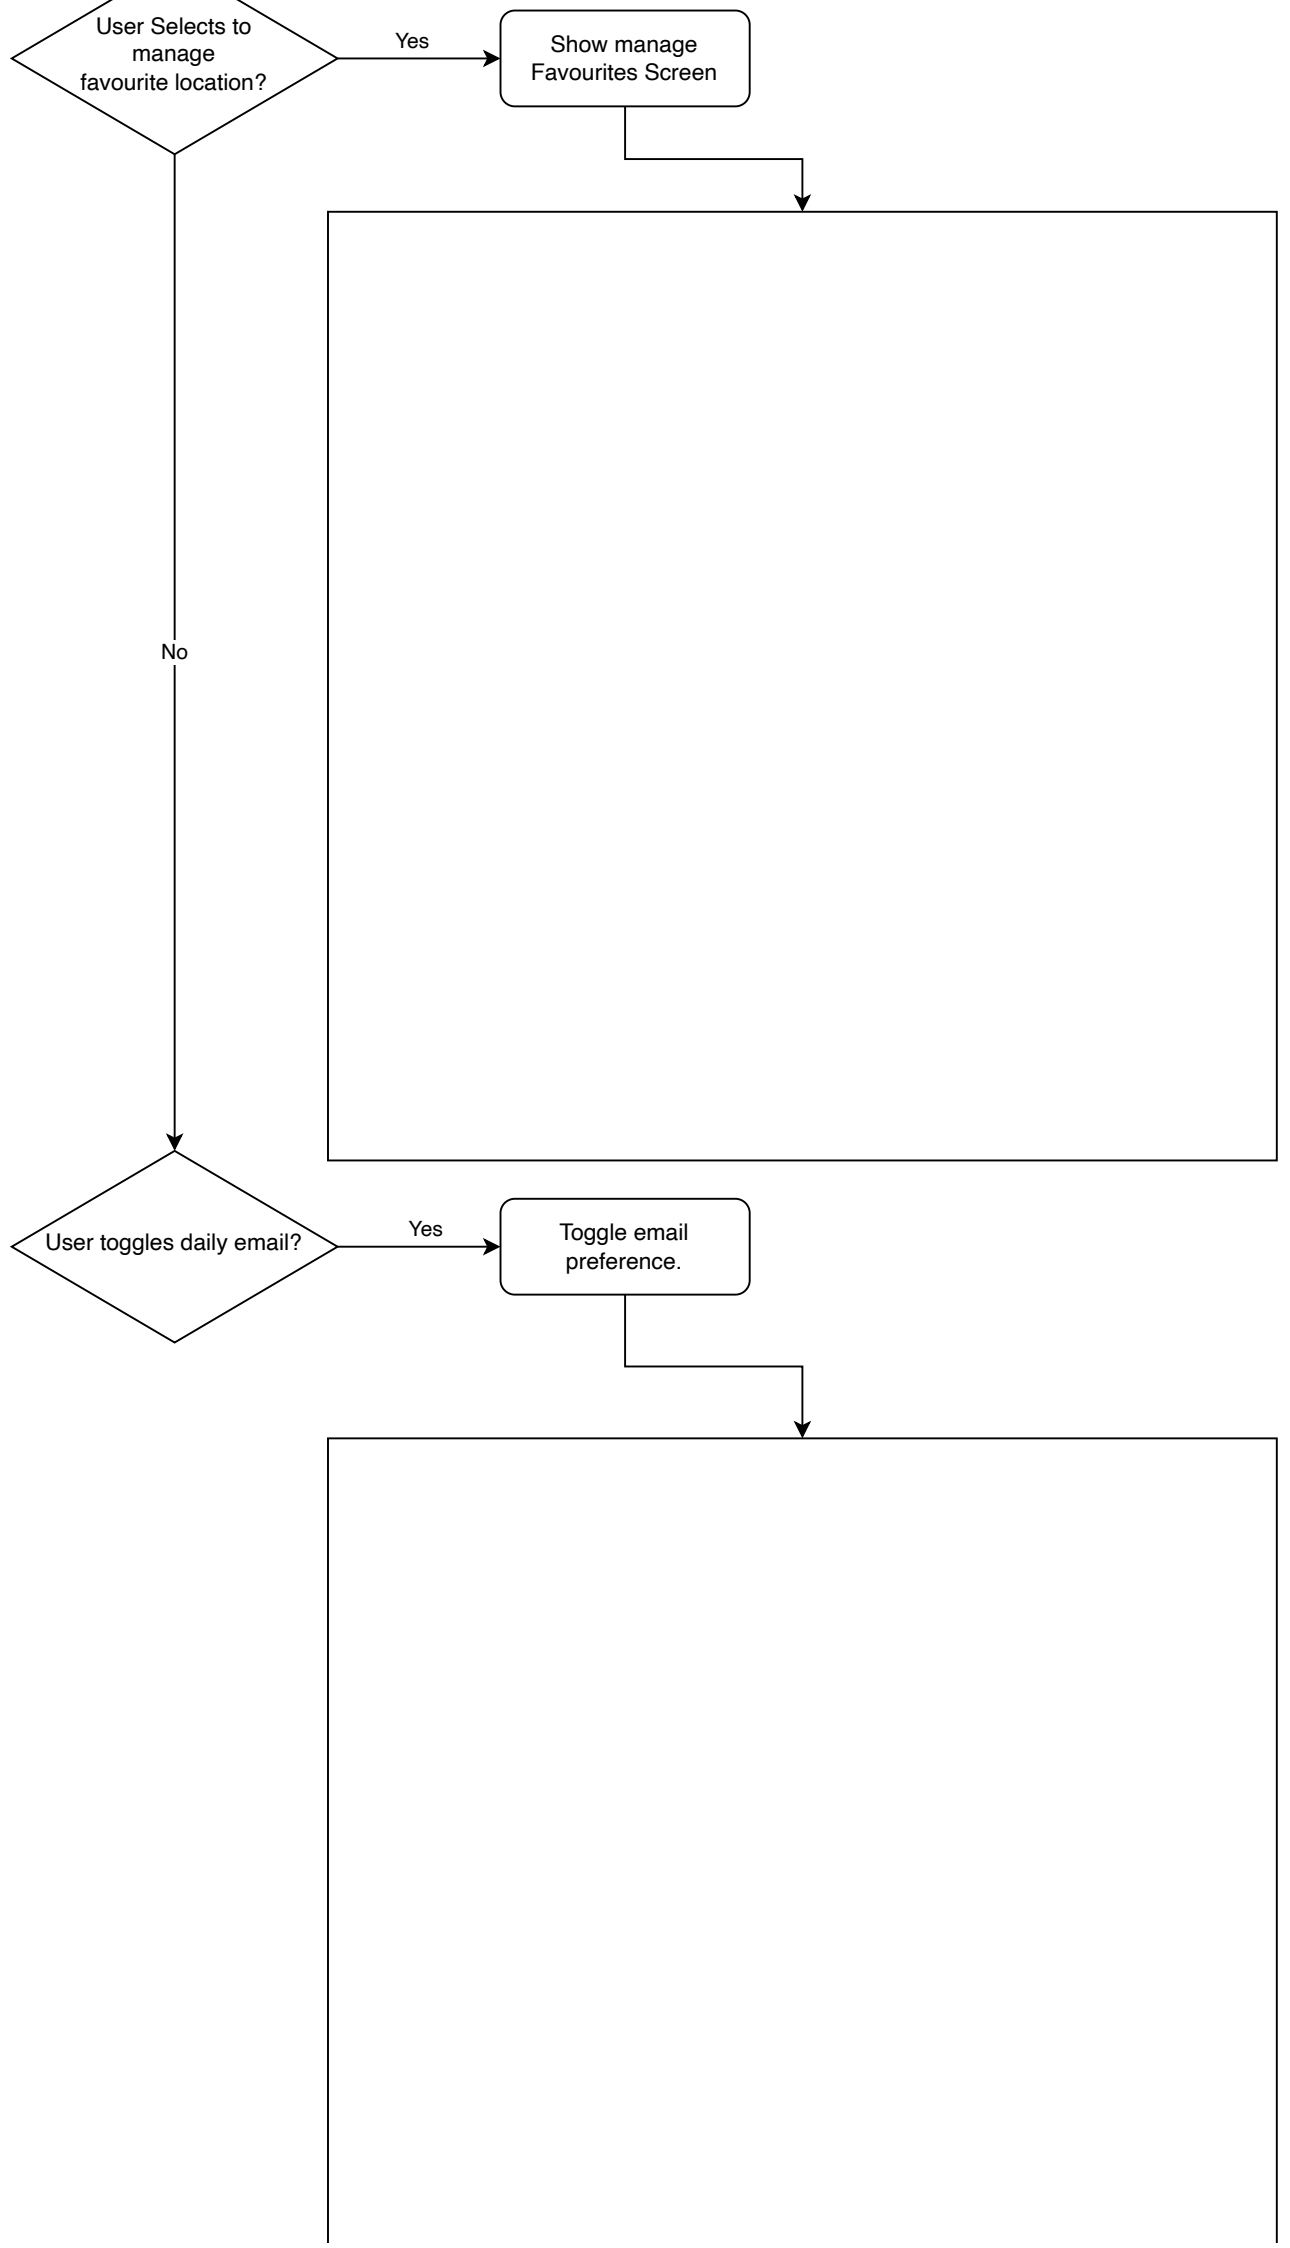 User Selects to
manage
favourite location?
Yes
Show manage
Favourites Screen
No
User toggles daily email?
Yes
Toggle email
preference.